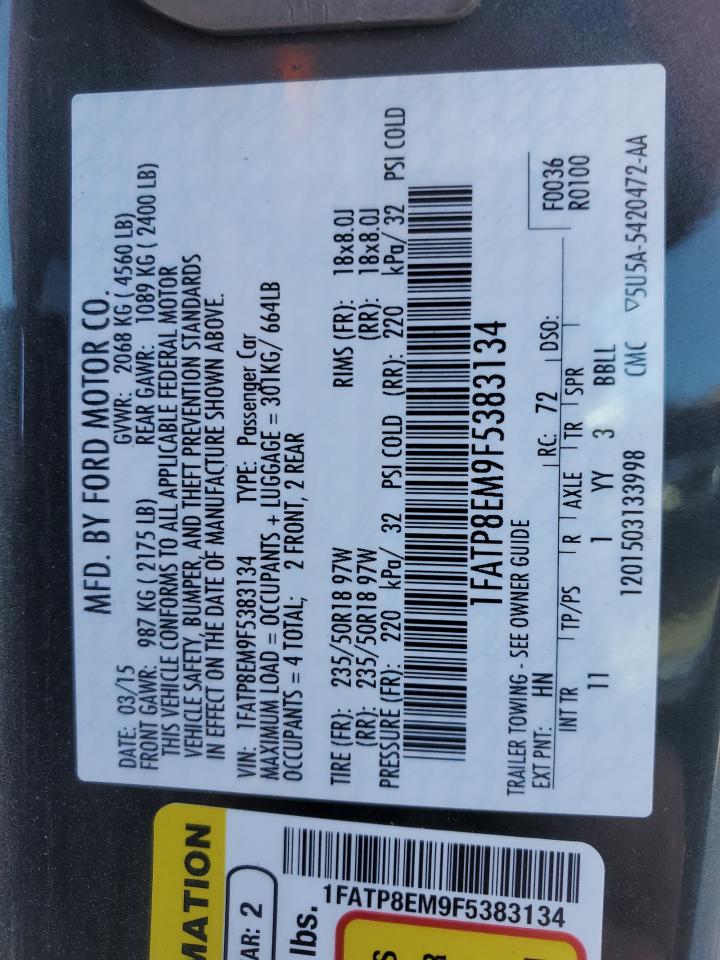 MFD. BY FORD MOTOR CO.
DATE: 03/15 GVWR: 2068 KG ( 4560 LB)
FRONT GAWR: 987 KG ( 2175 LB) REAR GAWR: 1089 KG ( 2400 LB)
THIS VEHICLE CONFORMS TO ALL APPLICABLE FEDERAL MOTOR
VEHICLE SAFETY, BUMPER, AND THEFT PREVENTION STANDARDS
IN EFFECT ON THE DATE OF MANUFACTURE SHOWN ABOVE.
VIN: 1FATP8EM9F5383134 TYPE: Passenger Car
MAXIMUM LOAD = OCCUPANTS + LUGGAGE = 301KG/ 664LB
OCCUPANTS = 4 TOTAL; 2 FRONT, 2 REAR
TIRE (FR): 235/50R18 97W RIMS (FR): 18x8.0J
(RR): 235/50R18 97W (RR): 18x8.0J
PRESSURE (FR): 220 kPa/ 32 PSI COLD (RR): 220 kPa/ 32 PSI COLD
1FATP8EM9F5383134
TRAILER TOWING - SEE OWNER GUIDE
EXT PNT: HN RC: 72 DSO:
F0036
R0100
INT TR TP/PS R AXLE TR SPR
11 1 YY 3 BBLL
1201503133998 CMC ▽5U5A-5420472-AA
MATION
AR: 2
lbs.
1FATP8EM9F5383134